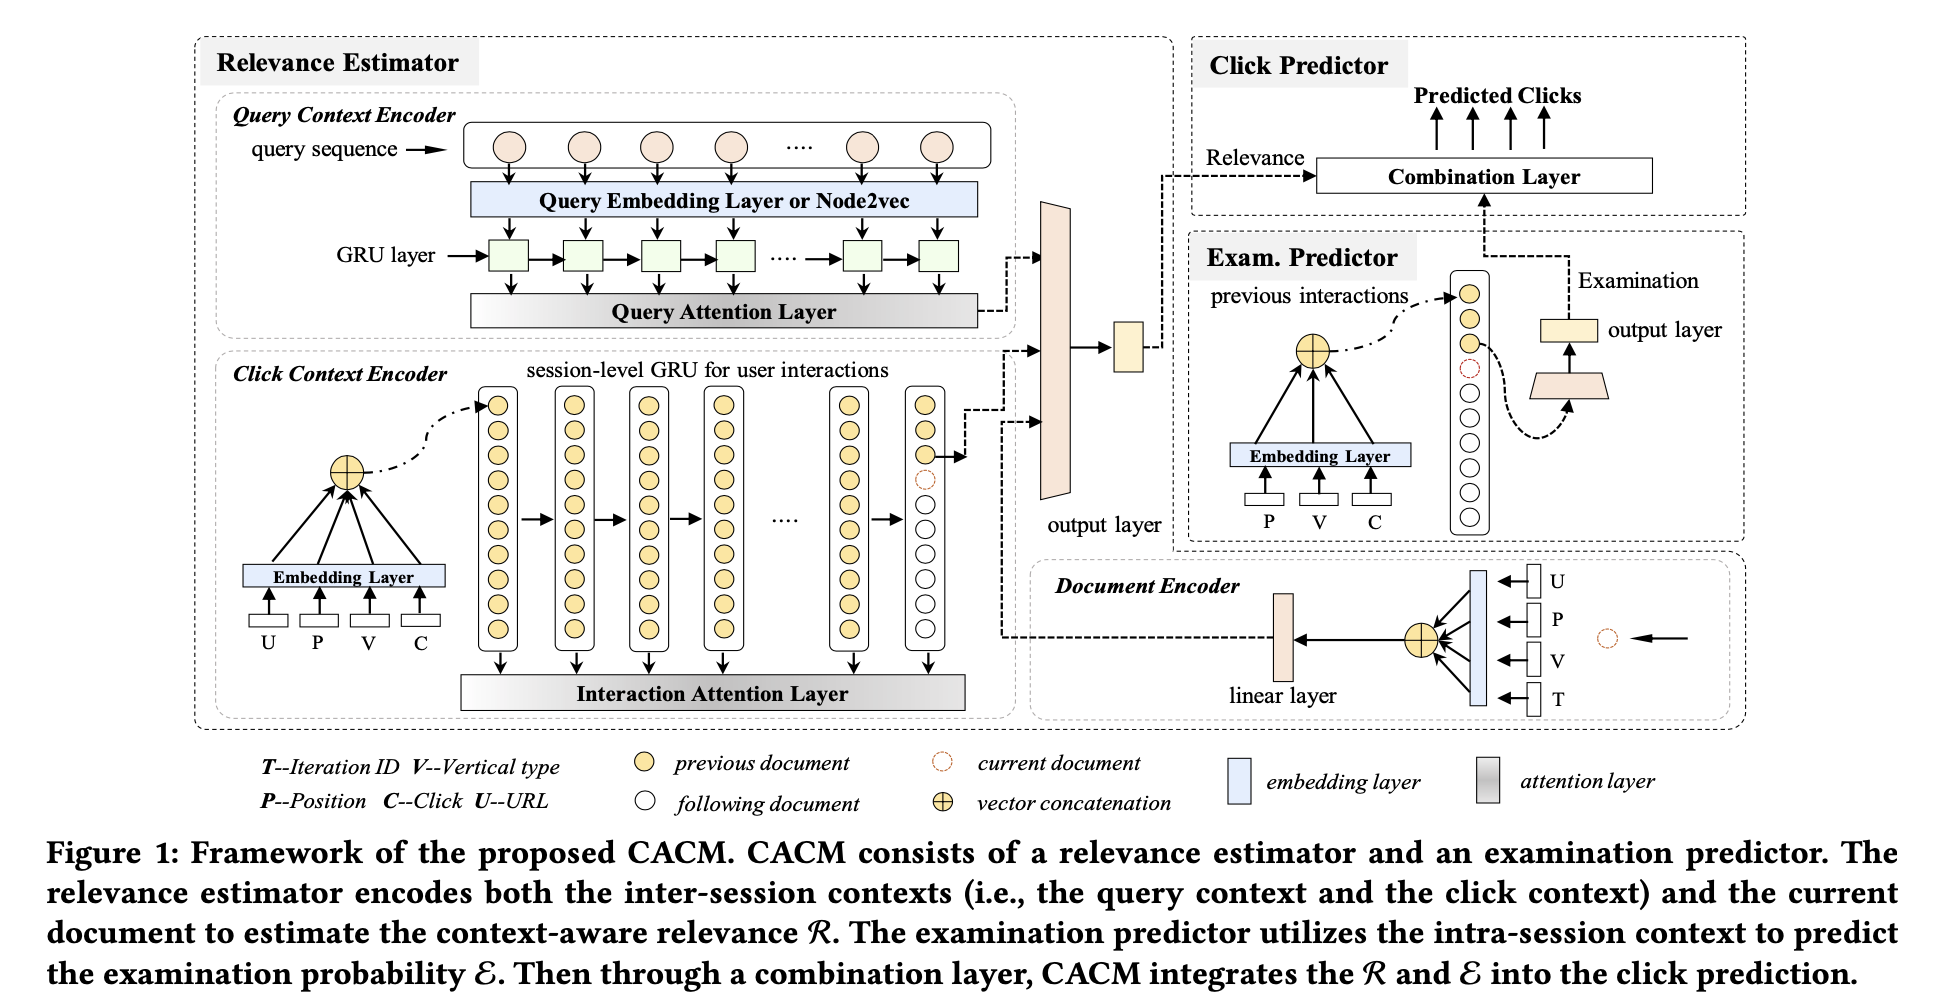 Relevance Estimator
Query Context Encoder
query sequence
....
Query Embedding Layer or Node2vec
GRU layer
....
Query Attention Layer
Click Context Encoder
session-level GRU for user interactions
....
Embedding Layer
U P V C
Interaction Attention Layer
output layer
Click Predictor
Predicted Clicks
Relevance
Combination Layer
Exam. Predictor
previous interactions
Examination
output layer
Embedding Layer
P V C
Document Encoder
linear layer
U
P
V
T
T--Iteration ID V--Vertical type
P--Position C--Click U--URL
previous document
following document
current document
vector concatenation
embedding layer
attention layer
Figure 1: Framework of the proposed CACM. CACM consists of a relevance estimator and an examination predictor. The
relevance estimator encodes both the inter-session contexts (i.e., the query context and the click context) and the current
document to estimate the context-aware relevance ℛ. The examination predictor utilizes the intra-session context to predict
the examination probability ℰ. Then through a combination layer, CACM integrates the ℛ and ℰ into the click prediction.